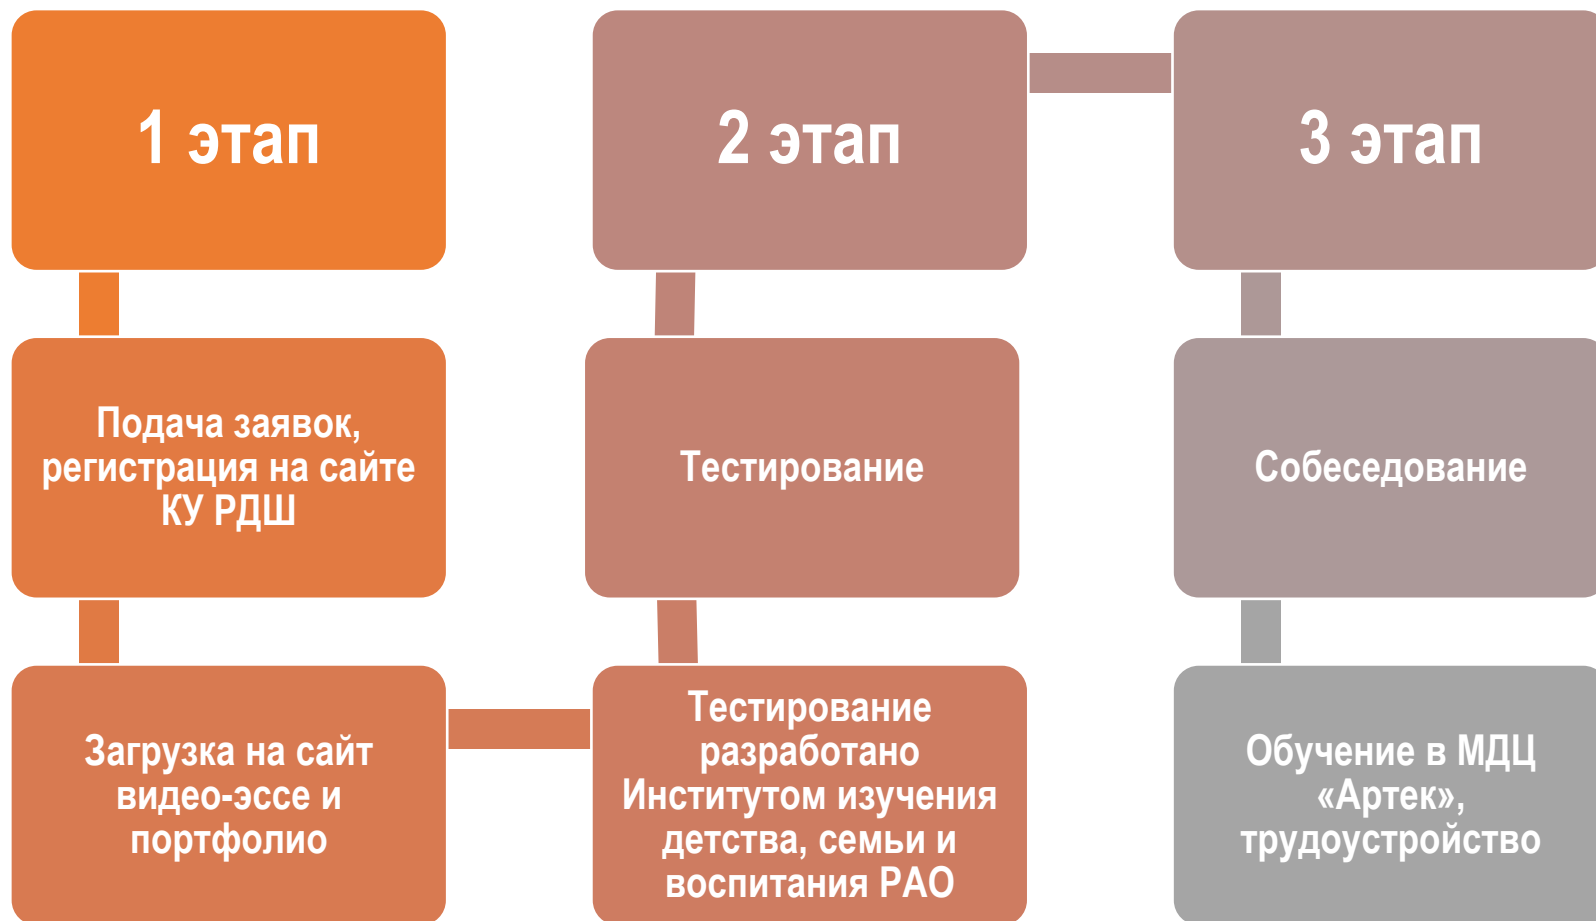 1 этап
Подача заявок,
регистрация на сайте
КУ РДШ
Загрузка на сайт
видео-эссе и
портфолио
2 этап
Тестирование
Тестирование
разработано
Институтом изучения
детства, семьи и
воспитания РАО
3 этап
Собеседование
Обучение в МДЦ
«Артек»,
трудоустройство